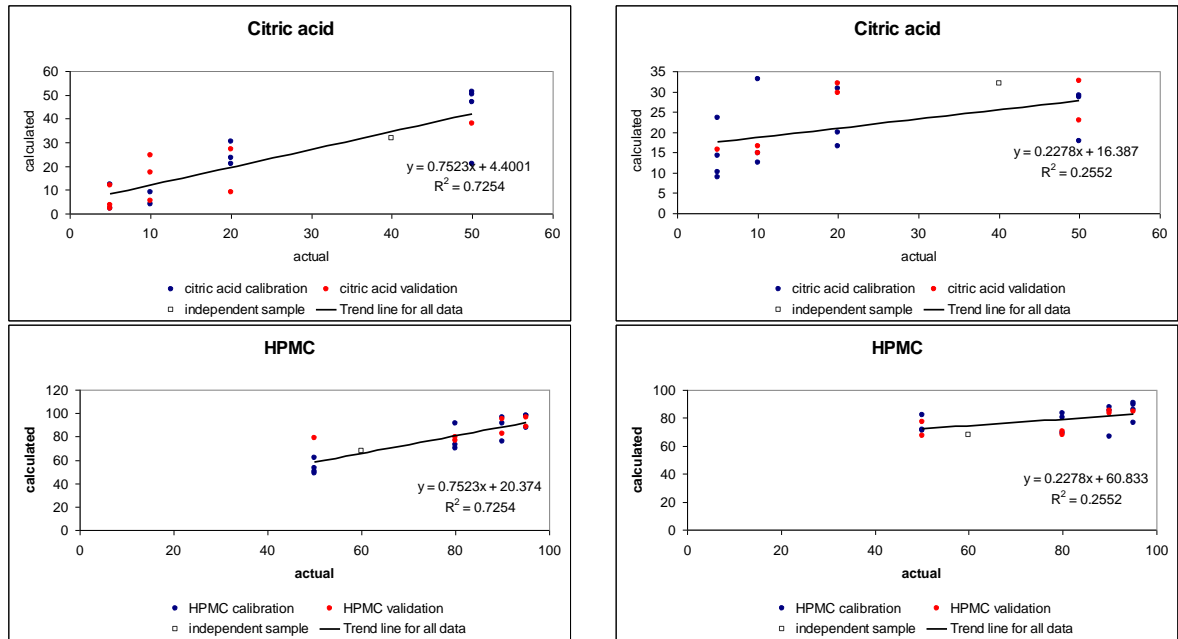 Citric acid
60
50
40
30
20
10
0
calculated
y = 0.7523x + 4.4001
R² = 0.7254
0 10 20 30 40 50 60
actual
citric acid calibration citric acid validation
independent sample Trend line for all data
Citric acid
35
30
25
20
15
10
5
0
calculated
y = 0.2278x + 16.387
R² = 0.2552
0 10 20 30 40 50 60
actual
citric acid calibration citric acid validation
independent sample Trend line for all data
HPMC
120
100
80
60
40
20
0
calculated
y = 0.7523x + 20.374
R² = 0.7254
0 20 40 60 80 100
actual
HPMC calibration HPMC validation
independent sample Trend line for all data
HPMC
100
80
60
40
20
0
calculated
y = 0.2278x + 60.833
R² = 0.2552
0 20 40 60 80 100
actual
HPMC calibration HPMC validation
independent sample Trend line for all data